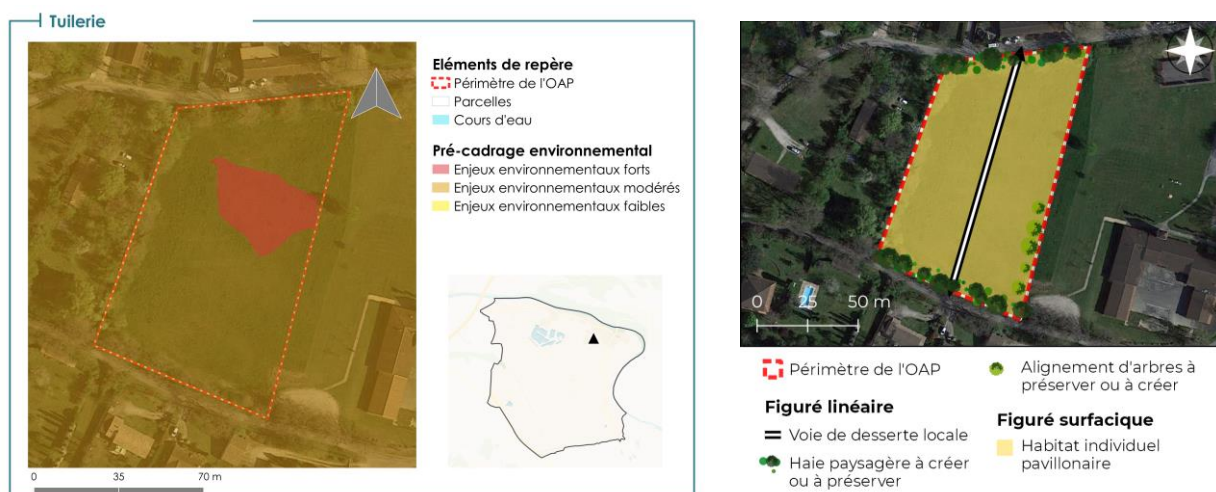 Tuilerie
Eléments de repère
Périmètre de l'OAP
Parcelles
Cours d'eau
Pré-cadrage environnemental
Enjeux environnementaux forts
Enjeux environnementaux modérés
Enjeux environnementaux faibles
0 35 70 m
0 25 50 m
Périmètre de l'OAP
Figuré linéaire
Voie de desserte locale
Haie paysagère à créer
ou à préserver
Alignement d'arbres à
préserver ou à créer
Figuré surfacique
Habitat individuel
pavillonaire